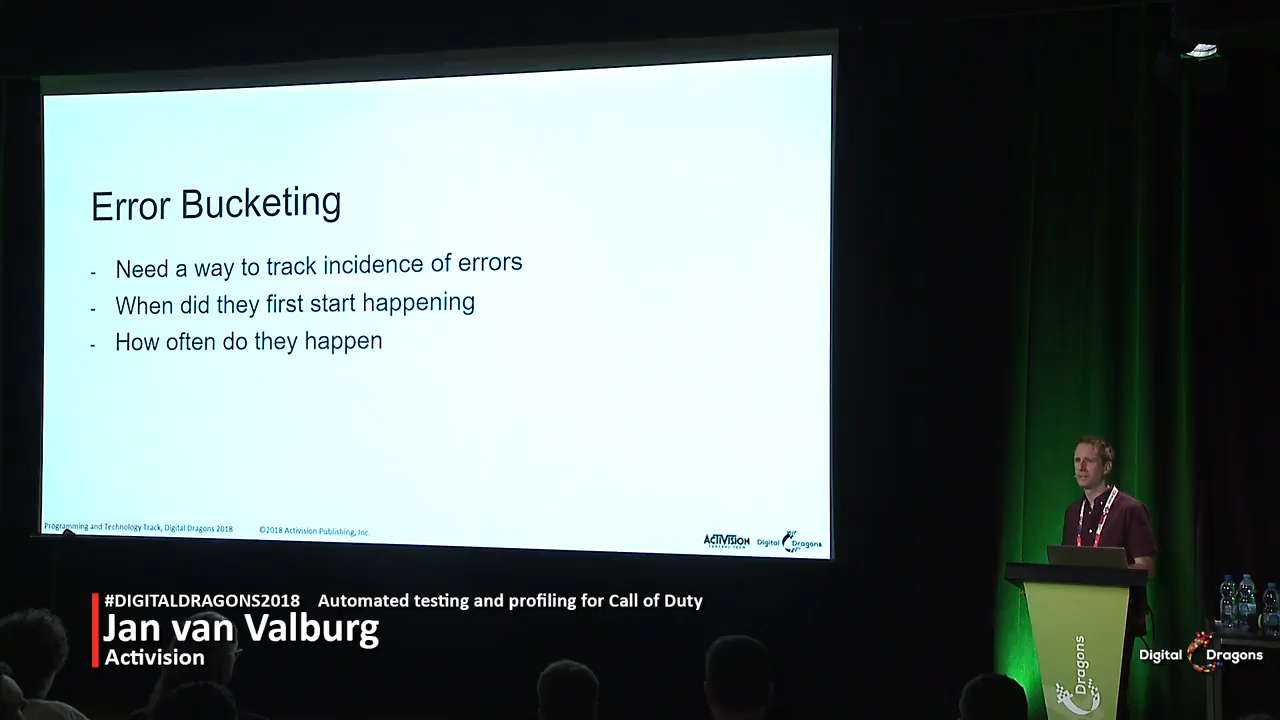 Error Bucketing
- Need a way to track incidence of errors
- When did they first start happening
- How often do they happen
Programming and Technology Track, Digital Dragons 2018 ©2018 Activision Publishing, Inc.
ACTIVISION
CENTRAL TECH
Digital Dragons
#DIGITALDRAGONS2018 Automated testing and profiling for Call of Duty
Jan van Valburg
Activision
Digital Dragons
Dragons